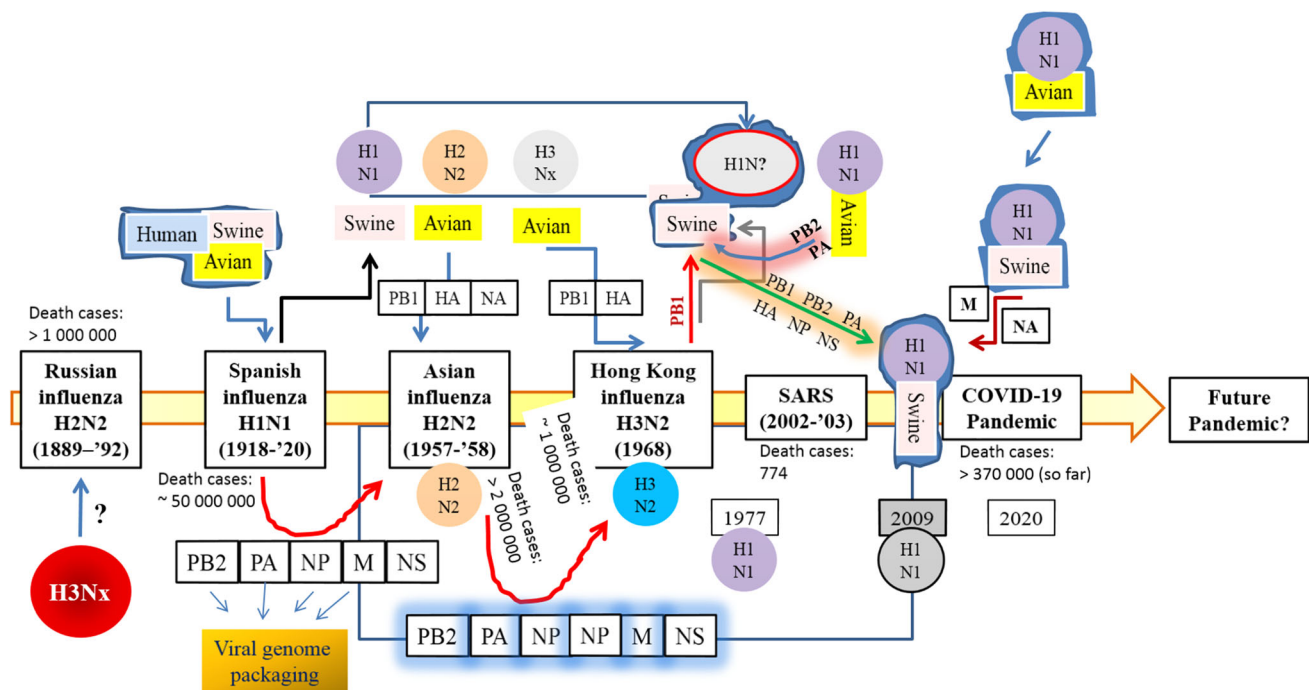 H1
N1
Avian
H1
N1
H2
N2
H3
Nx
H1N?
H1
N1
Avian
Swine
Avian
Avian
Swine
PB2
PA
H1
N1
Swine
Human
Swine
Avian
PB1
HA
NA
PB1
HA
PB1
PB1 PB2 PA
HA NP NS
M
NA
Death cases:
> 1 000 000
Russian
influenza
H2N2
(1889–’92)
Spanish
influenza
H1N1
(1918-’20)
Asian
influenza
H2N2
(1957-’58)
Hong Kong
influenza
H3N2
(1968)
SARS
(2002-’03)
H1
N1
Swine
COVID-19
Pandemic
Future
Pandemic?
Death cases:
~ 50 000 000
Death cases:
> 2 000 000
Death cases:
~ 1 000 000
Death cases:
774
Death cases:
> 370 000 (so far)
?
H3Nx
H2
N2
H3
N2
1977
H1
N1
2009
H1
N1
2020
PB2
PA
NP
M
NS
PB2
PA
NP
NP
M
NS
Viral genome
packaging